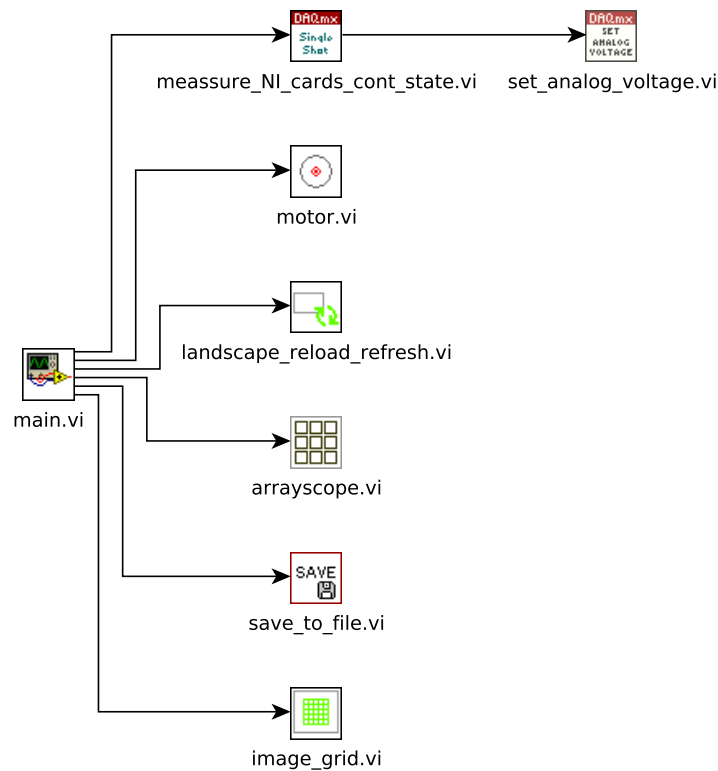 DAQmx
Single
Shot
meassure_NI_cards_cont_state.vi
DAQmx
SET
ANALOG
VOLTAGE
set_analog_voltage.vi
motor.vi
landscape_reload_refresh.vi
main.vi
arrayscope.vi
SAVE
save_to_file.vi
image_grid.vi